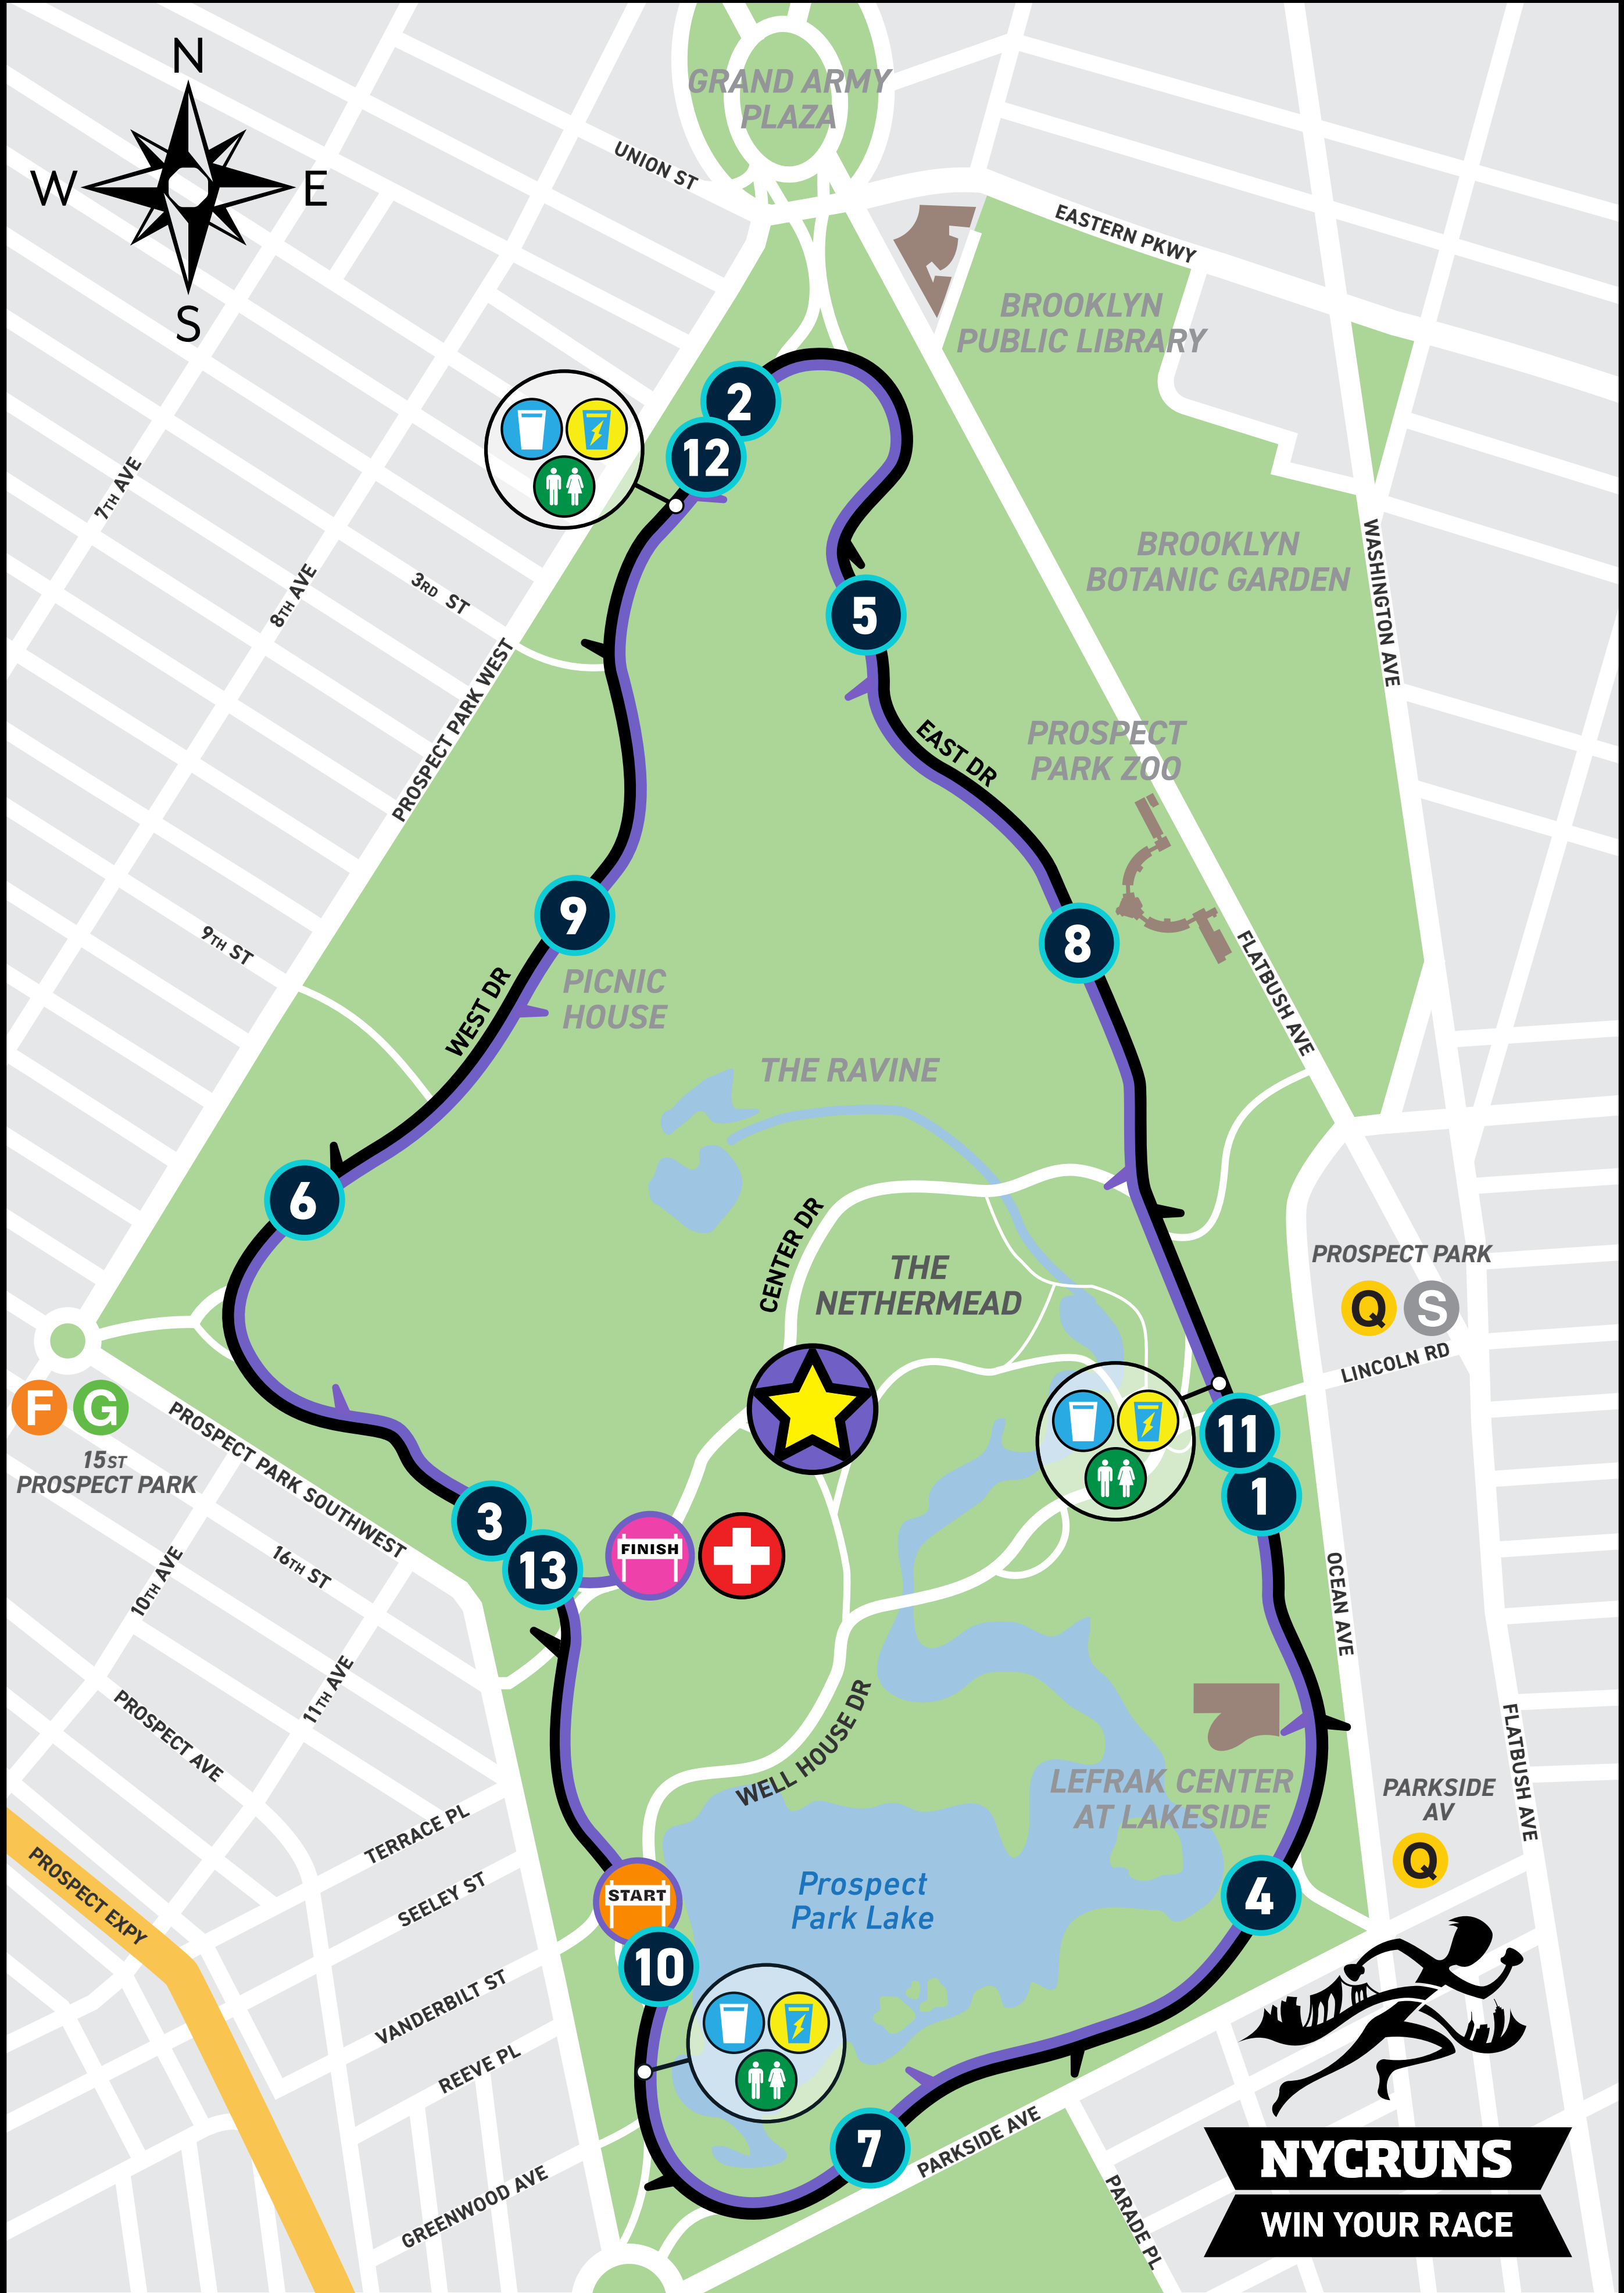 N
W
E
S
GRAND ARMY
PLAZA
UNION ST
EASTERN PKWY
BROOKLYN
PUBLIC LIBRARY
2
12
7TH AVE
8TH AVE
3RD ST
5
BROOKLYN
BOTANIC GARDEN
WASHINGTON AVE
PROSPECT PARK WEST
EAST DR
PROSPECT
PARK ZOO
9
8
9TH ST
WEST DR
PICNIC
HOUSE
FLATBUSH AVE
THE RAVINE
6
CENTER DR
THE
NETHERMEAD
PROSPECT PARK
Q S
LINCOLN RD
F G
15ST
PROSPECT PARK
PROSPECT PARK SOUTHWEST
11
1
3
13
FINISH
10TH AVE
16TH ST
OCEAN AVE
11TH AVE
PROSPECT AVE
WELL HOUSE DR
FLATBUSH AVE
LEFRAK CENTER
AT LAKESIDE
PARKSIDE
AV
Q
TERRACE PL
PROSPECT EXPY
SEELEY ST
START
Prospect
Park Lake
4
10
VANDERBILT ST
REEVE PL
7
PARKSIDE AVE
GREENWOOD AVE
PARADE PL
NYCRUNS
WIN YOUR RACE